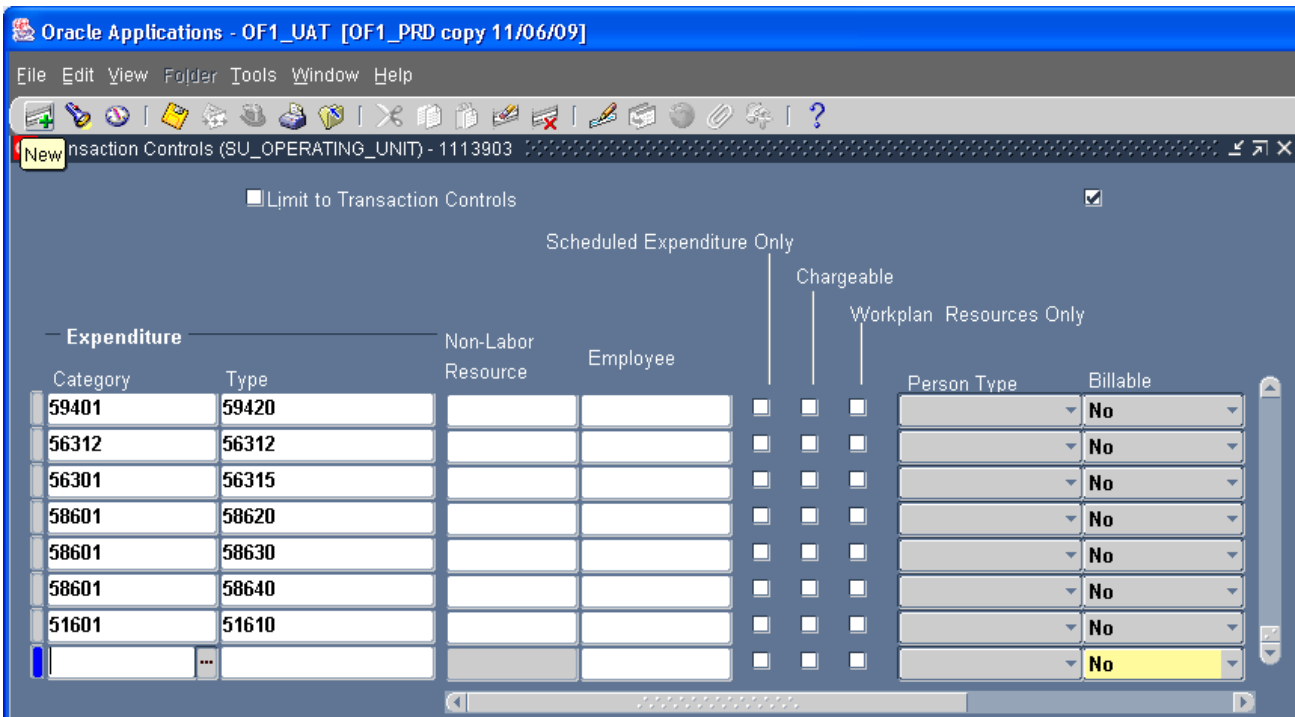 Oracle Applications - OF1_UAT [OF1_PRD copy 11/06/09]
File Edit View Folder Tools Window Help
New nsaction Controls (SU_OPERATING_UNIT) - 1113903
Limit to Transaction Controls
Scheduled Expenditure Only
Chargeable
Workplan Resources Only
Expenditure
Non-Labor
Resource
Employee
Category Type Person Type Billable
59401 59420 No
56312 56312 No
56301 56315 No
58601 58620 No
58601 58630 No
58601 58640 No
51601 51610 No
... No